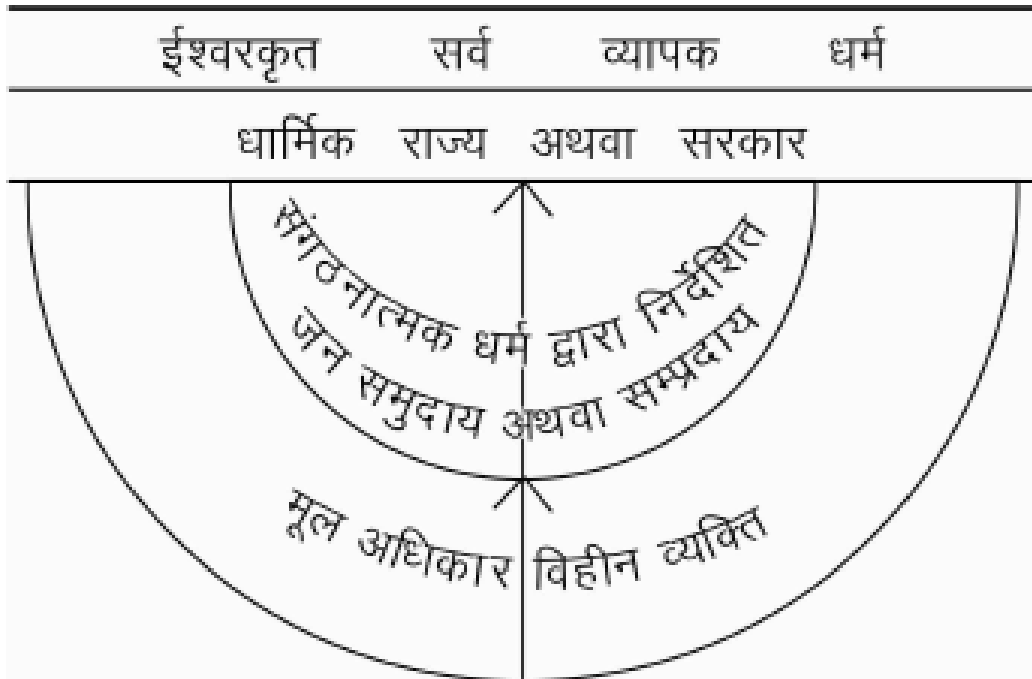 ईश्वरकृत सर्व व्यापक धर्म
धार्मिक राज्य अथवा सरकार
संगठनात्मक धर्म द्वारा निर्देशित
जन समुदाय अथवा सम्प्रदाय
मूल अधिकार विहीन व्यक्ति